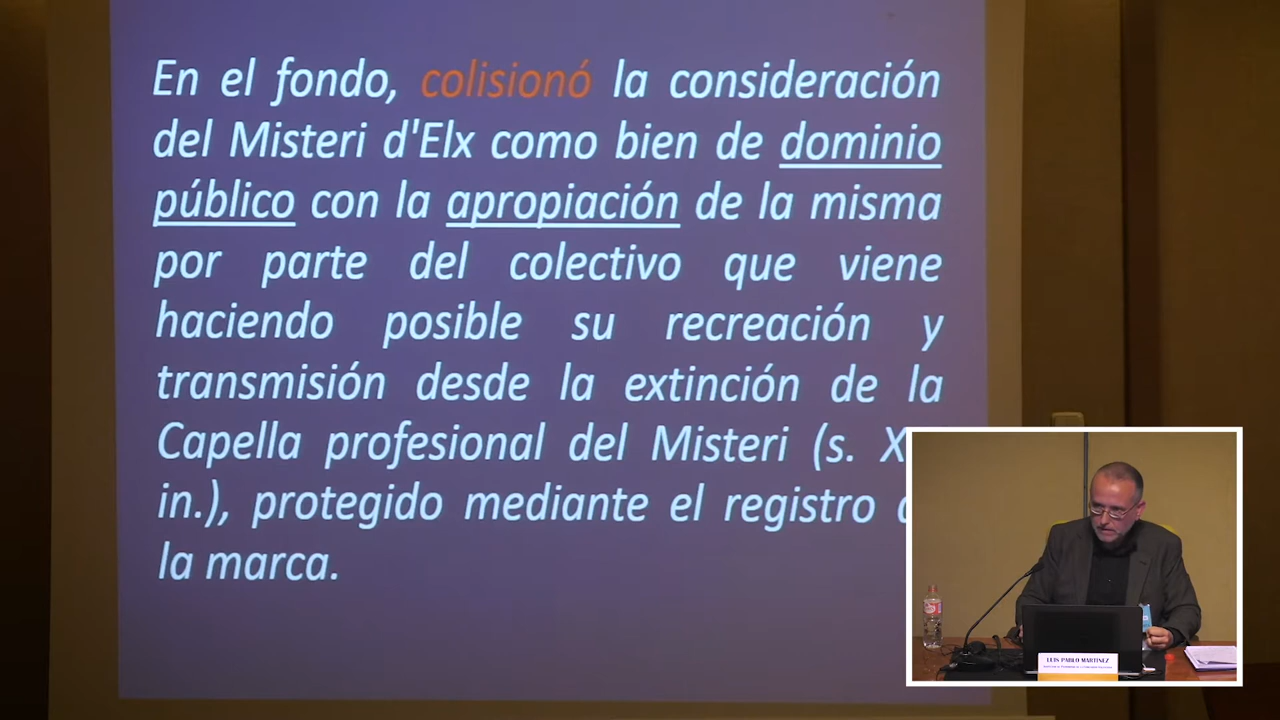 En el fondo, colisionó la consideración
del Misteri d'Elx como bien de dominio
público con la apropiación de la misma
por parte del colectivo que viene
haciendo posible su recreación y
transmisión desde la extinción de la
Capella profesional del Misteri (s. X
in.), protegido mediante el registro
la marca.
LUIS PABLO MARTÍNEZ